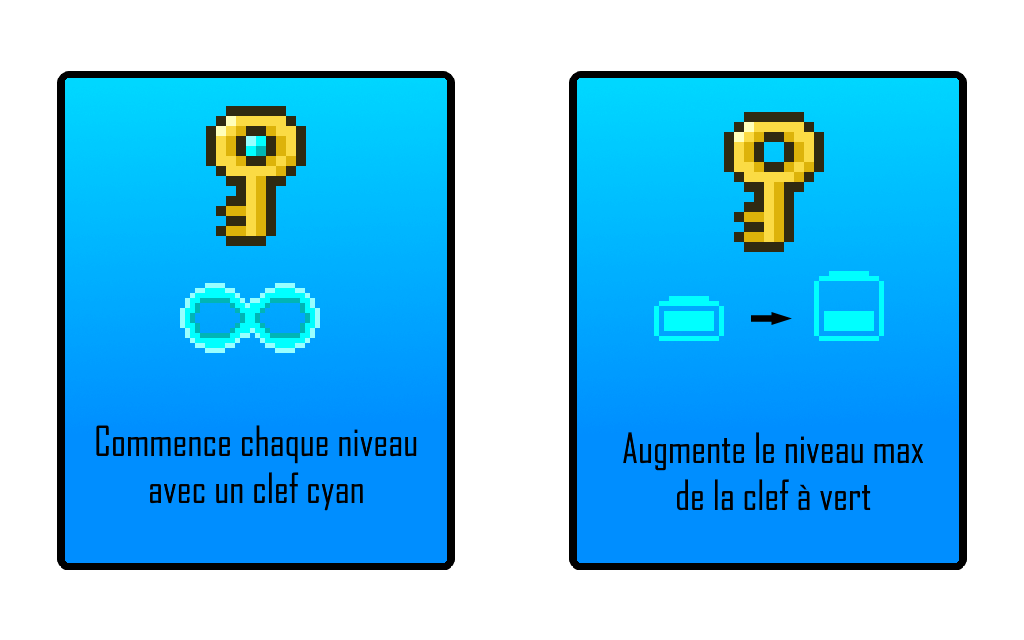 Commence chaque niveau
avec un clef cyan
Augmente le niveau max
de la clef à vert